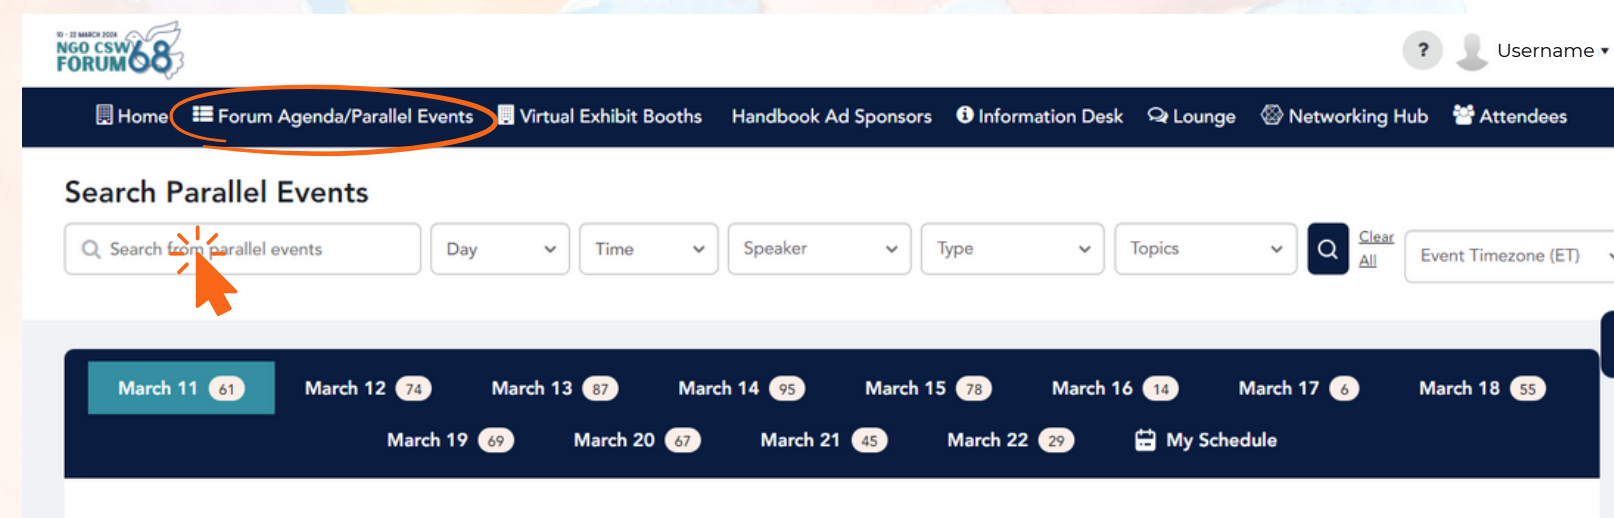 10 - 22 MARCH 2024
NGO CSW
FORUM 68
? Username
Home Forum Agenda/Parallel Events Virtual Exhibit Booths Handbook Ad Sponsors Information Desk Lounge Networking Hub Attendees
Search Parallel Events
Search from parallel events Day Time Speaker Type Topics Clear All Event Timezone (ET)
March 11 61 March 12 74 March 13 87 March 14 95 March 15 78 March 16 14 March 17 6 March 18 55
March 19 69 March 20 67 March 21 45 March 22 29 My Schedule